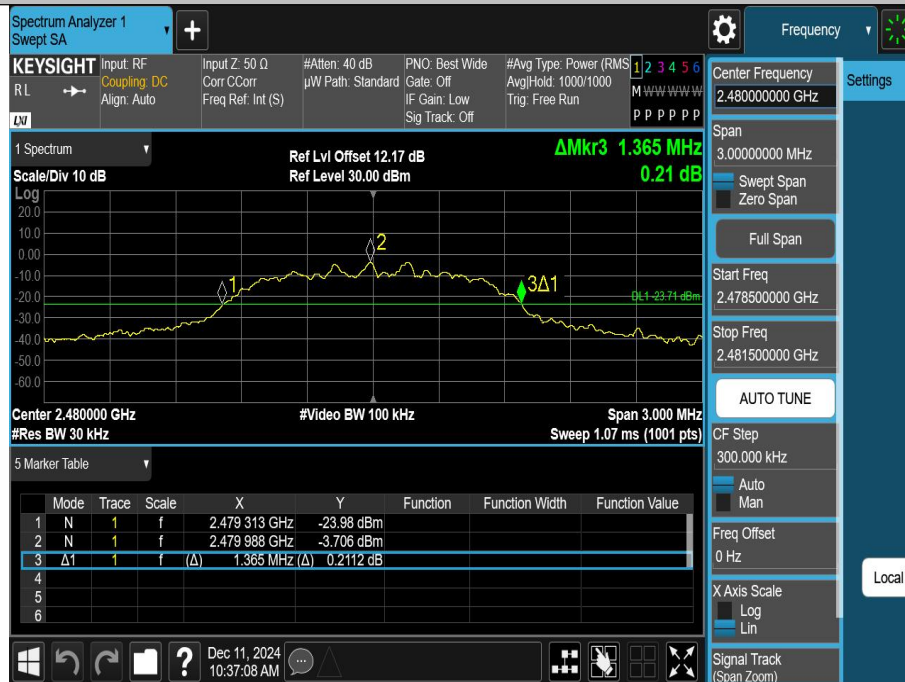 Spectrum Analyzer 1
Swept SA
+
Frequency
KEYSIGHT
RL
LXI
Input: RF
Coupling: DC
Align: Auto
Input Z: 50 Ω
Corr CCorr
Freq Ref: Int (S)
#Atten: 40 dB
µW Path: Standard
PNO: Best Wide
Gate: Off
IF Gain: Low
Sig Track: Off
#Avg Type: Power (RMS
Avg|Hold: 1000/1000
Trig: Free Run
1 2 3 4 5 6
M W W W W W
P P P P P P
1 Spectrum
Scale/Div 10 dB
Ref Lvl Offset 12.17 dB
Ref Level 30.00 dBm
ΔMkr3 1.365 MHz
0.21 dB
Log
20.0
10.0
0.00
-10.0
-20.0
-30.0
-40.0
-50.0
-60.0
1
2
3Δ1
DL1 -23.71 dBm
Center 2.480000 GHz
#Video BW 100 kHz
Span 3.000 MHz
#Res BW 30 kHz
Sweep 1.07 ms (1001 pts)
5 Marker Table
Mode Trace Scale X Y Function Function Width Function Value
1 N 1 f 2.479 313 GHz -23.98 dBm
2 N 1 f 2.479 988 GHz -3.706 dBm
3 Δ1 1 f (Δ) 1.365 MHz (Δ) 0.2112 dB
4
5
6
?
Dec 11, 2024
10:37:08 AM
Center Frequency
2.480000000 GHz
Span
3.00000000 MHz
Swept Span
Zero Span
Full Span
Start Freq
2.478500000 GHz
Stop Freq
2.481500000 GHz
AUTO TUNE
CF Step
300.000 kHz
Auto
Man
Freq Offset
0 Hz
X Axis Scale
Log
Lin
Signal Track
(Span Zoom)
Settings
Local